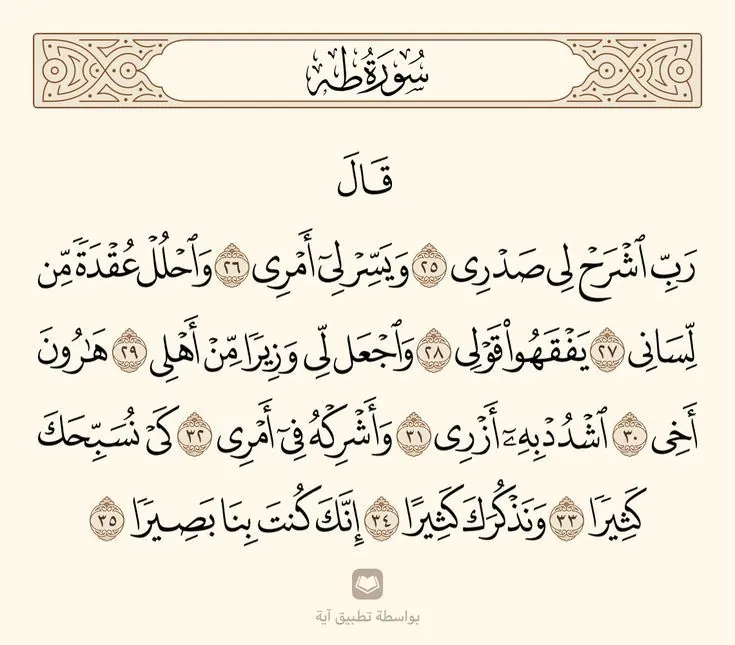 سُورَةُ طه
قَالَ
رَبِّ ٱشۡرَحۡ لِي صَدۡرِي ٢٥ وَيَسِّرۡ لِيٓ أَمۡرِي ٢٦ وَٱحۡلُلۡ عُقۡدَةٗ مِّن
لِّسَانِي ٢٧ يَفۡقَهُواْ قَوۡلِي ٢٨ وَٱجۡعَل لِّي وَزِيرٗا مِّنۡ أَهۡلِي ٢٩ هَٰرُونَ
أَخِي ٣٠ ٱشۡدُدۡ بِهِۦٓ أَزۡرِي ٣١ وَأَشۡرِكۡهُ فِيٓ أَمۡرِي ٣٢ كَيۡ نُسَبِّحَكَ
كَثِيرٗا ٣٣ وَنَذۡكُرَكَ كَثِيرًا ٣٤ إِنَّكَ كُنتَ بِنَا بَصِيرٗا ٣٥
بواسطة تطبيق آية